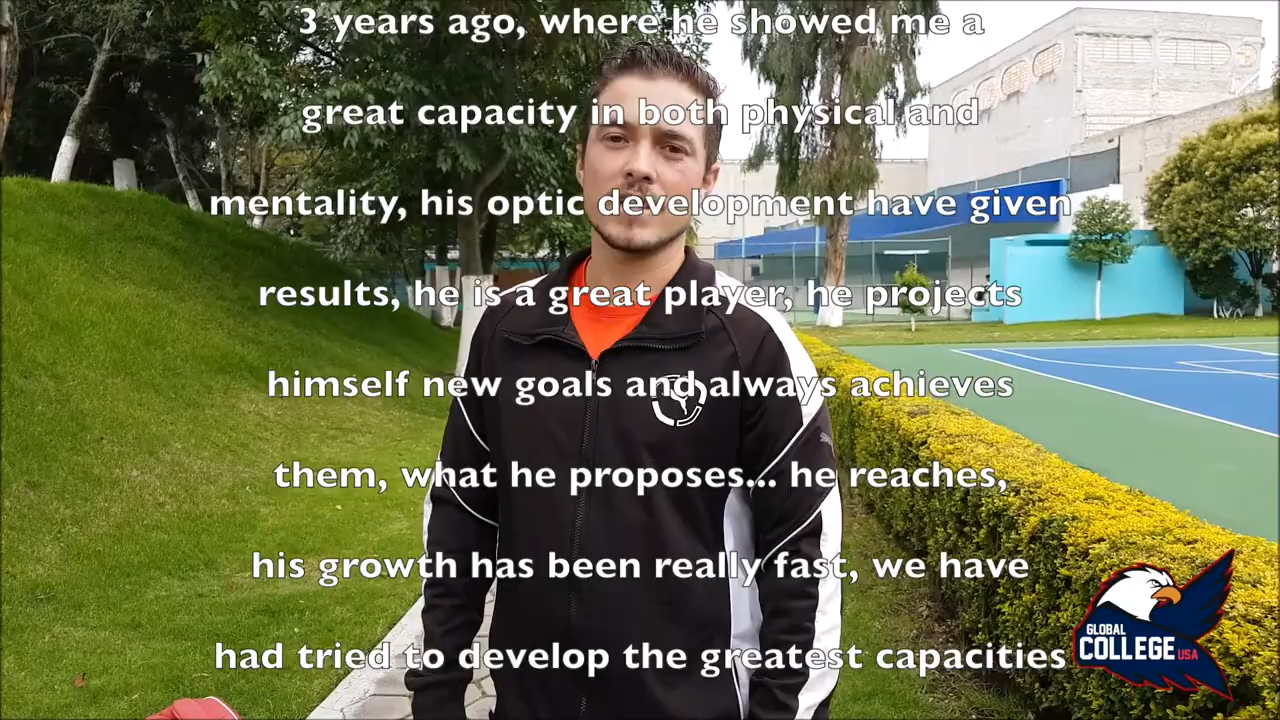 3 years ago, where he showed me a
great capacity in both physical and
mentality, his optic development have given
results, he is a great player, he projects
himself new goals and always achieves
them, what he proposes... he reaches,
his growth has been really fast, we have
had tried to develop the greatest capacities
GLOBAL
COLLEGE USA